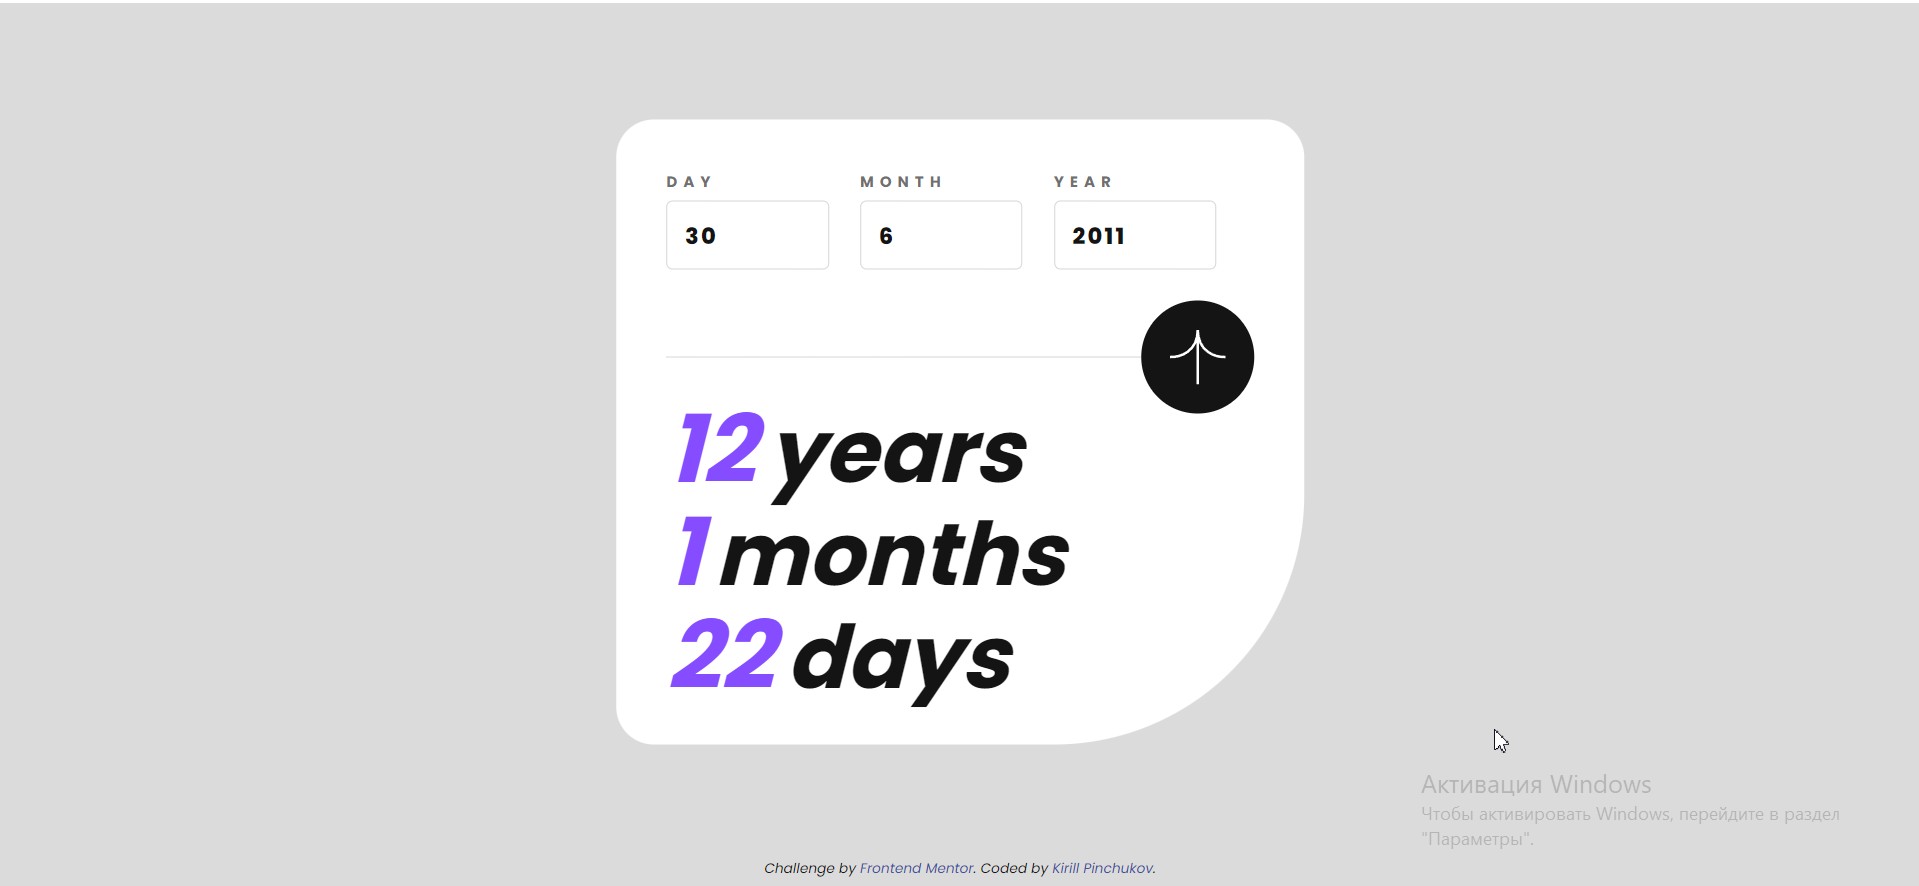 DAY MONTH YEAR
30 6 2011
12 years
1 months
22 days
Активация Windows
Чтобы активировать Windows, перейдите в раздел
"Параметры".
Challenge by Frontend Mentor. Coded by Kirill Pinchukov.